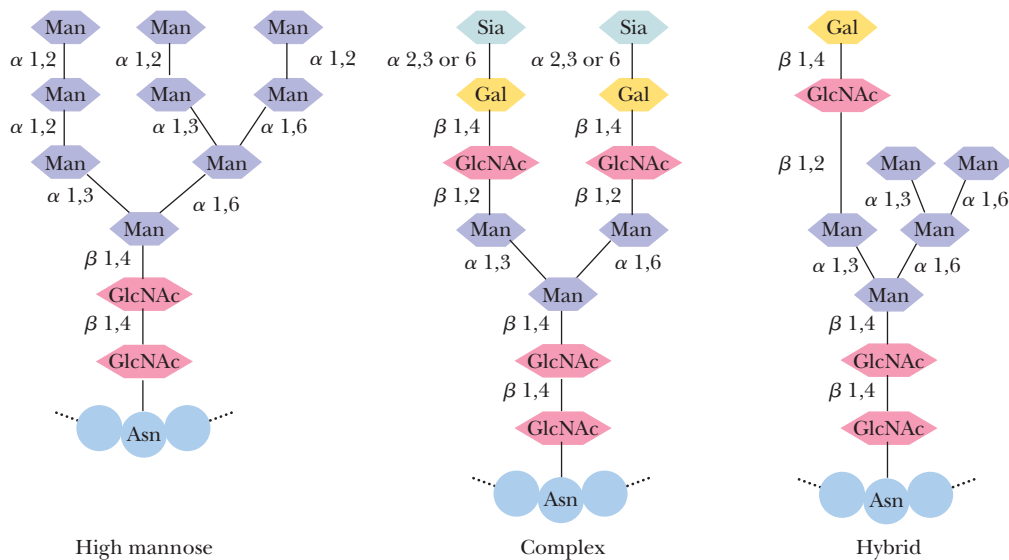 Man Man Man
α 1,2 α 1,2 α 1,2
Man Man Man
α 1,2 α 1,3 α 1,6
Man Man
α 1,3 α 1,6
Man
β 1,4
GlcNAc
β 1,4
GlcNAc
Asn
High mannose
Sia Sia
α 2,3 or 6 α 2,3 or 6
Gal Gal
β 1,4 β 1,4
GlcNAc GlcNAc
β 1,2 β 1,2
Man Man
α 1,3 α 1,6
Man
β 1,4
GlcNAc
β 1,4
GlcNAc
Asn
Complex
Gal
β 1,4
GlcNAc
β 1,2 Man Man
α 1,3 α 1,6
Man Man
α 1,3 α 1,6
Man
β 1,4
GlcNAc
β 1,4
GlcNAc
Asn
Hybrid